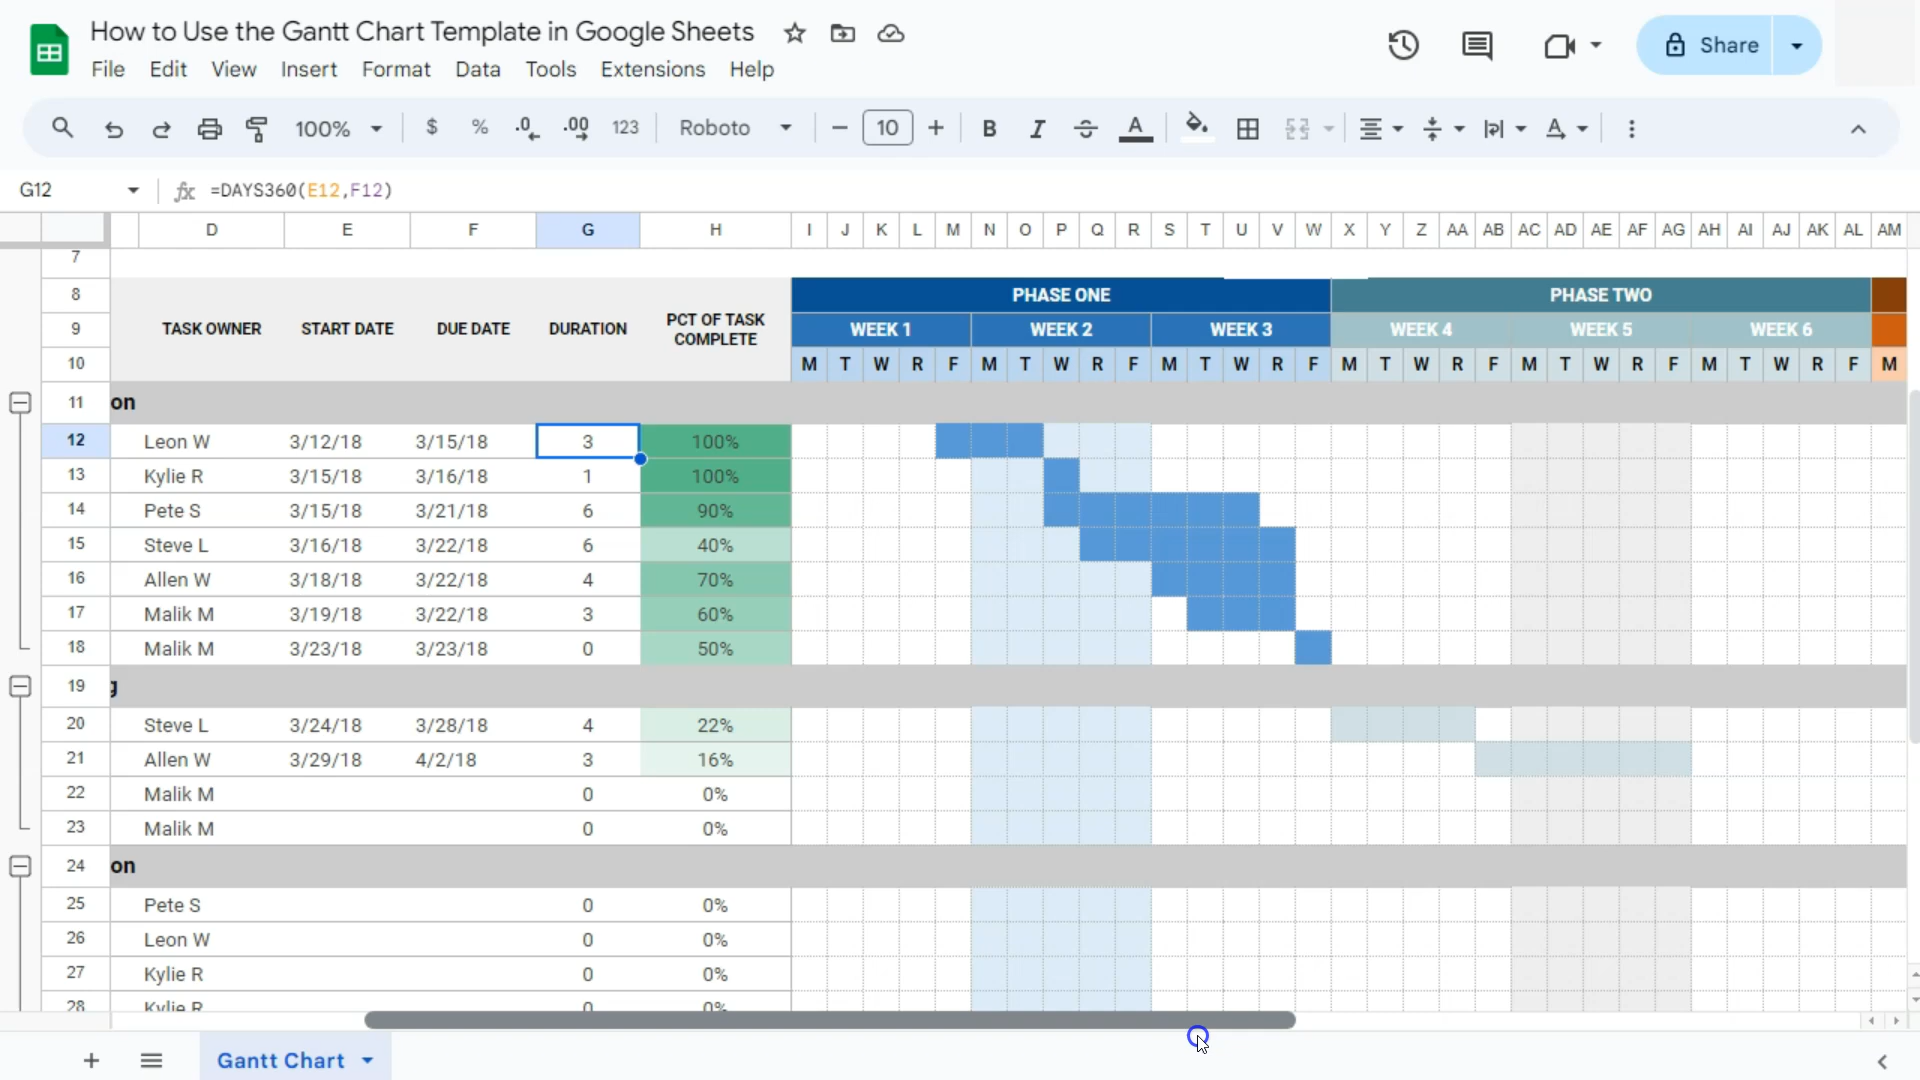 How to Use the Gantt Chart Template in Google Sheets
File Edit View Insert Format Data Tools Extensions Help
Share
100% $ % .0 .00 123 Roboto 10 B I S A A
G12 fx =DAYS360(E12,F12)
D E F G H I J K L M N O P Q R S T U V W X Y Z AA AB AC AD AE AF AG AH AI AJ AK AL AM
7
8 PHASE ONE PHASE TWO
9 TASK OWNER START DATE DUE DATE DURATION PCT OF TASK COMPLETE WEEK 1 WEEK 2 WEEK 3 WEEK 4 WEEK 5 WEEK 6
10 M T W R F M T W R F M T W R F M T W R F M T W R F M T W R F M
11 on
12 Leon W 3/12/18 3/15/18 3 100%
13 Kylie R 3/15/18 3/16/18 1 100%
14 Pete S 3/15/18 3/21/18 6 90%
15 Steve L 3/16/18 3/22/18 6 40%
16 Allen W 3/18/18 3/22/18 4 70%
17 Malik M 3/19/18 3/22/18 3 60%
18 Malik M 3/23/18 3/23/18 0 50%
19 g
20 Steve L 3/24/18 3/28/18 4 22%
21 Allen W 3/29/18 4/2/18 3 16%
22 Malik M 0 0%
23 Malik M 0 0%
24 on
25 Pete S 0 0%
26 Leon W 0 0%
27 Kylie R 0 0%
28 Kylie R 0 0%
Gantt Chart